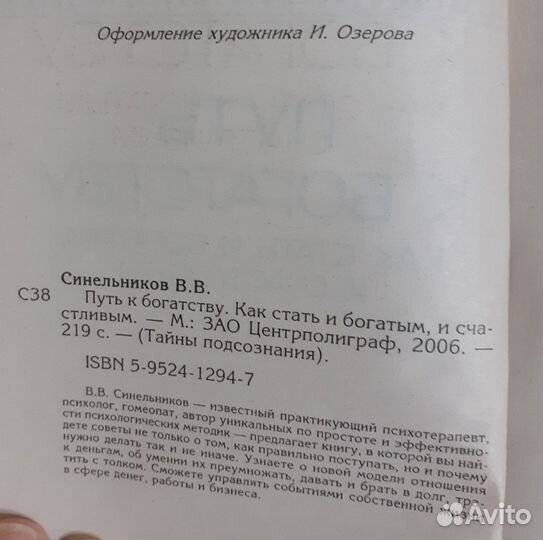 Оформление художника И. Озерова
Синельников В.В.
С38 Путь к богатству. Как стать и богатым, и сча-
стливым. — М.: ЗАО Центрполиграф, 2006. —
219 с. — (Тайны подсознания).
ISBN 5-9524-1294-7
В.В. Синельников — известный практикующий психотерапевт,
психолог, гомеопат, автор уникальных по простоте и эффективно-
сти психологических методик — предлагает книгу, в которой вы най-
дете советы не только о том, как правильно поступать, но и почему
нужно делать так и не иначе. Узнаете о новой модели отношения
к деньгам, об умении их преумножать, давать и брать в долг, тра-
тить с толком. Сможете управлять событиями собственной жизни
в сфере денег, работы и бизнеса.
ПУТЬ
К БОГАТСТВУ
Avito